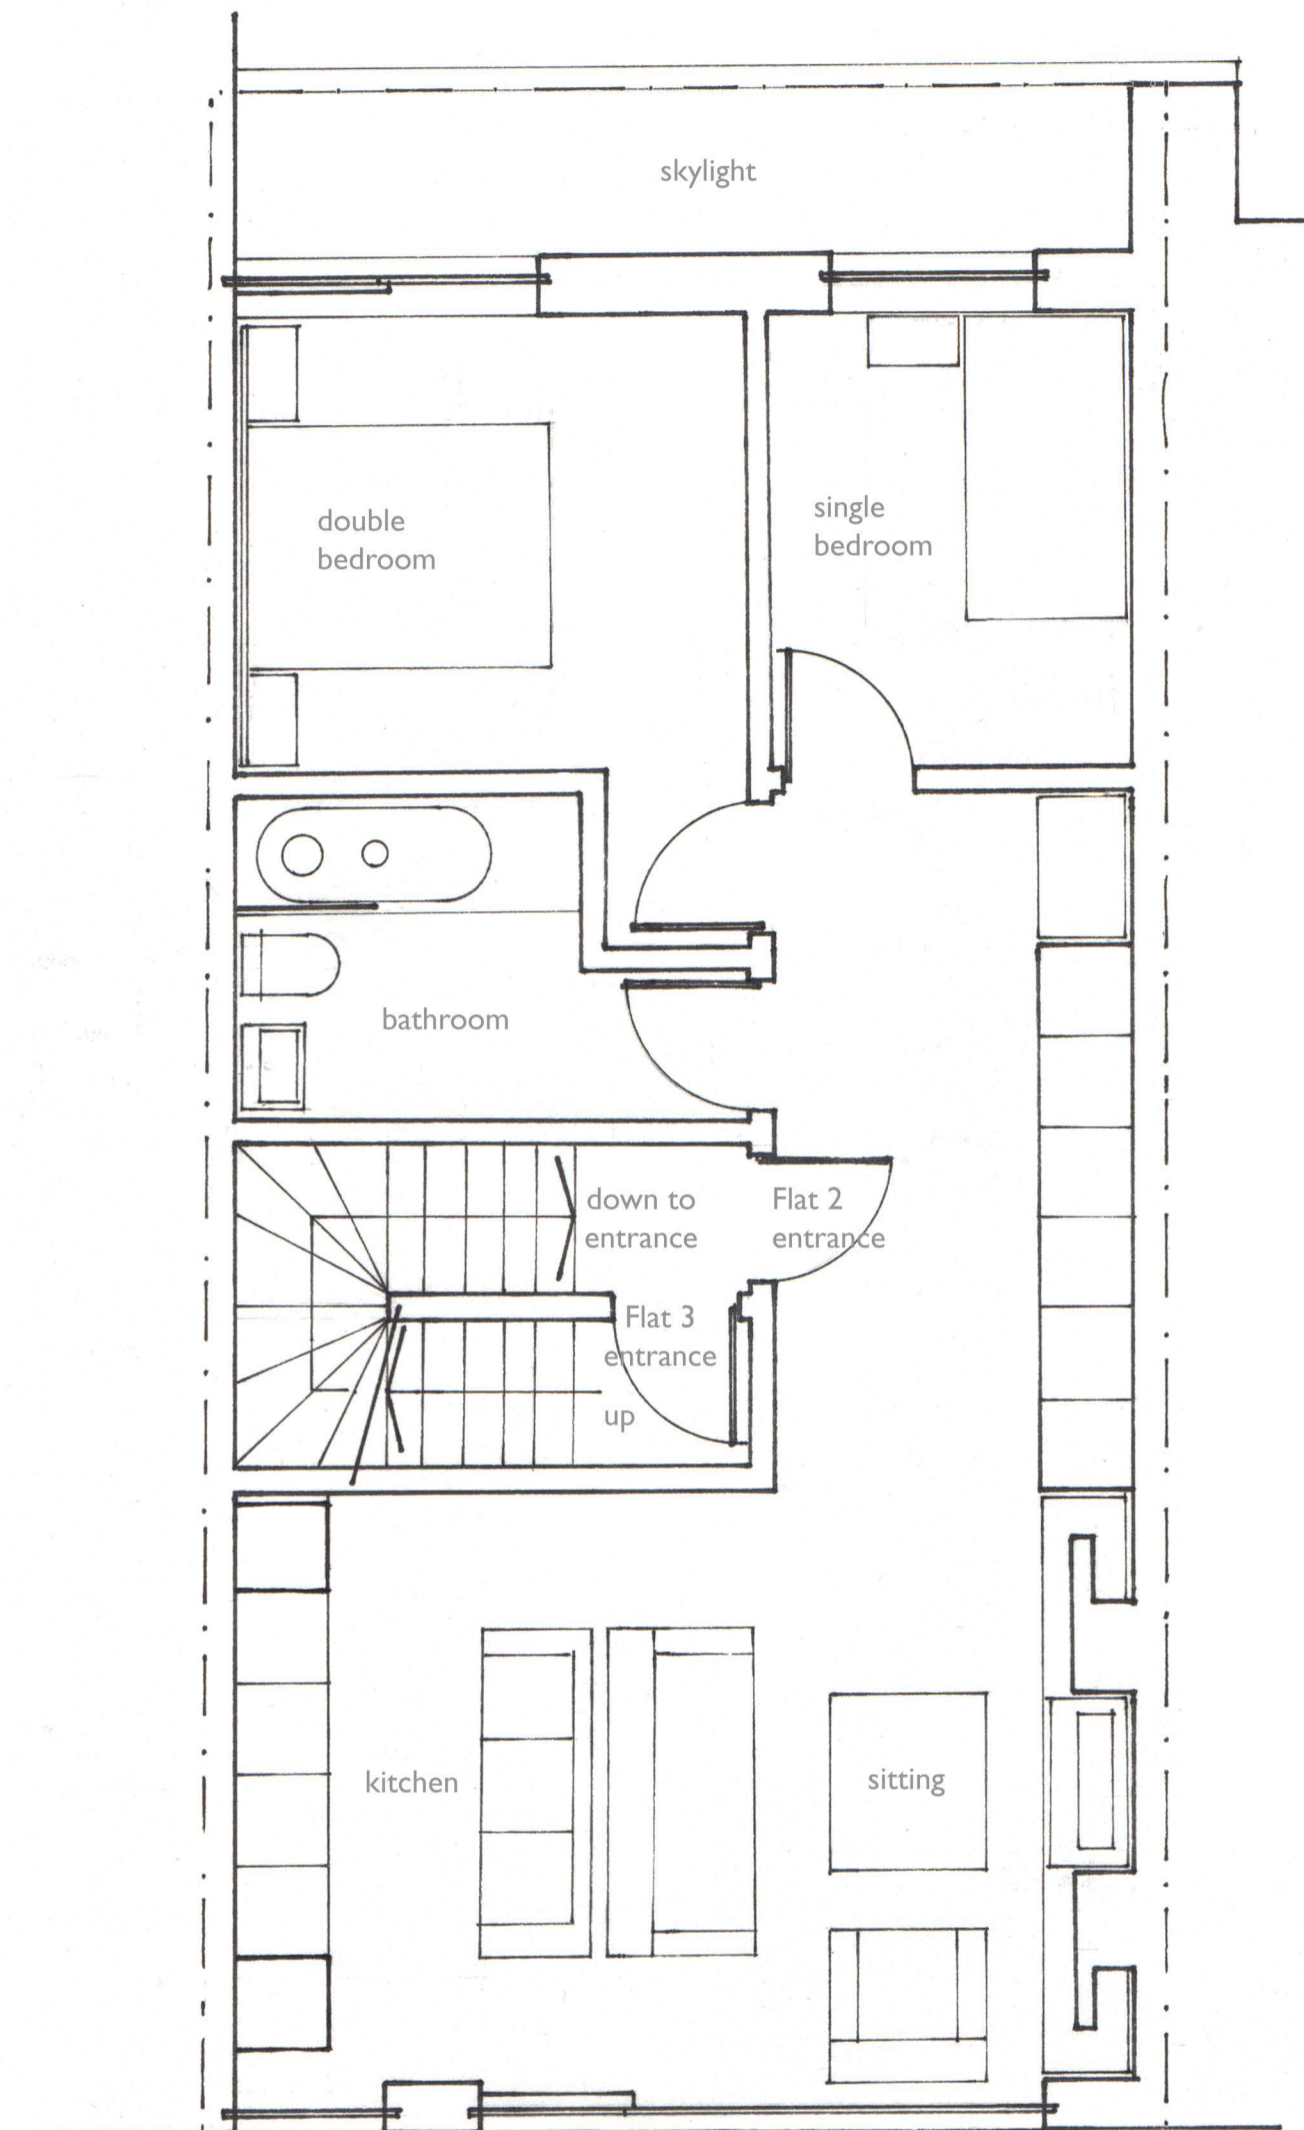 skylight
double
bedroom
single
bedroom
bathroom
down to
entrance
Flat 2
entrance
Flat 3
entrance
up
kitchen
sitting